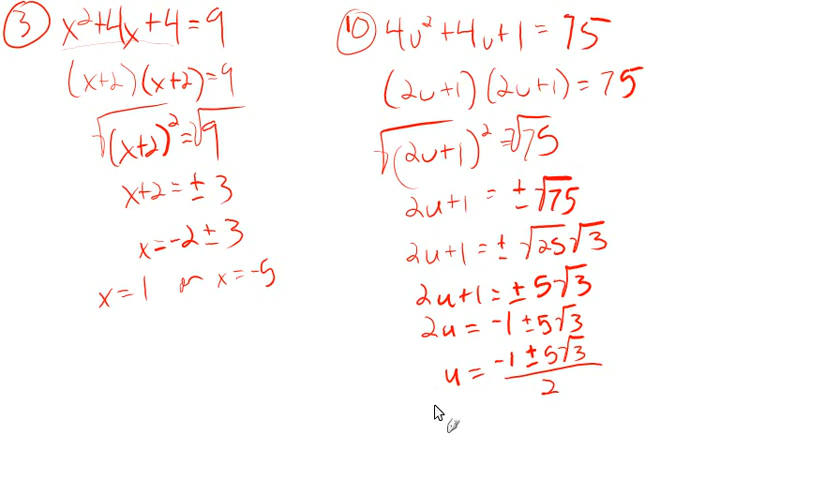 ③ x²+4x+4=9
(x+2)(x+2)=9
√(x+2)²=√9
x+2=±3
x=-2±3
x=1 or x=-5
⑩ 4u²+4u+1=75
(2u+1)(2u+1)=75
√(2u+1)²=√75
2u+1=±√75
2u+1=±√25√3
2u+1=±5√3
2u=-1±5√3
u=(-1±5√3)/2